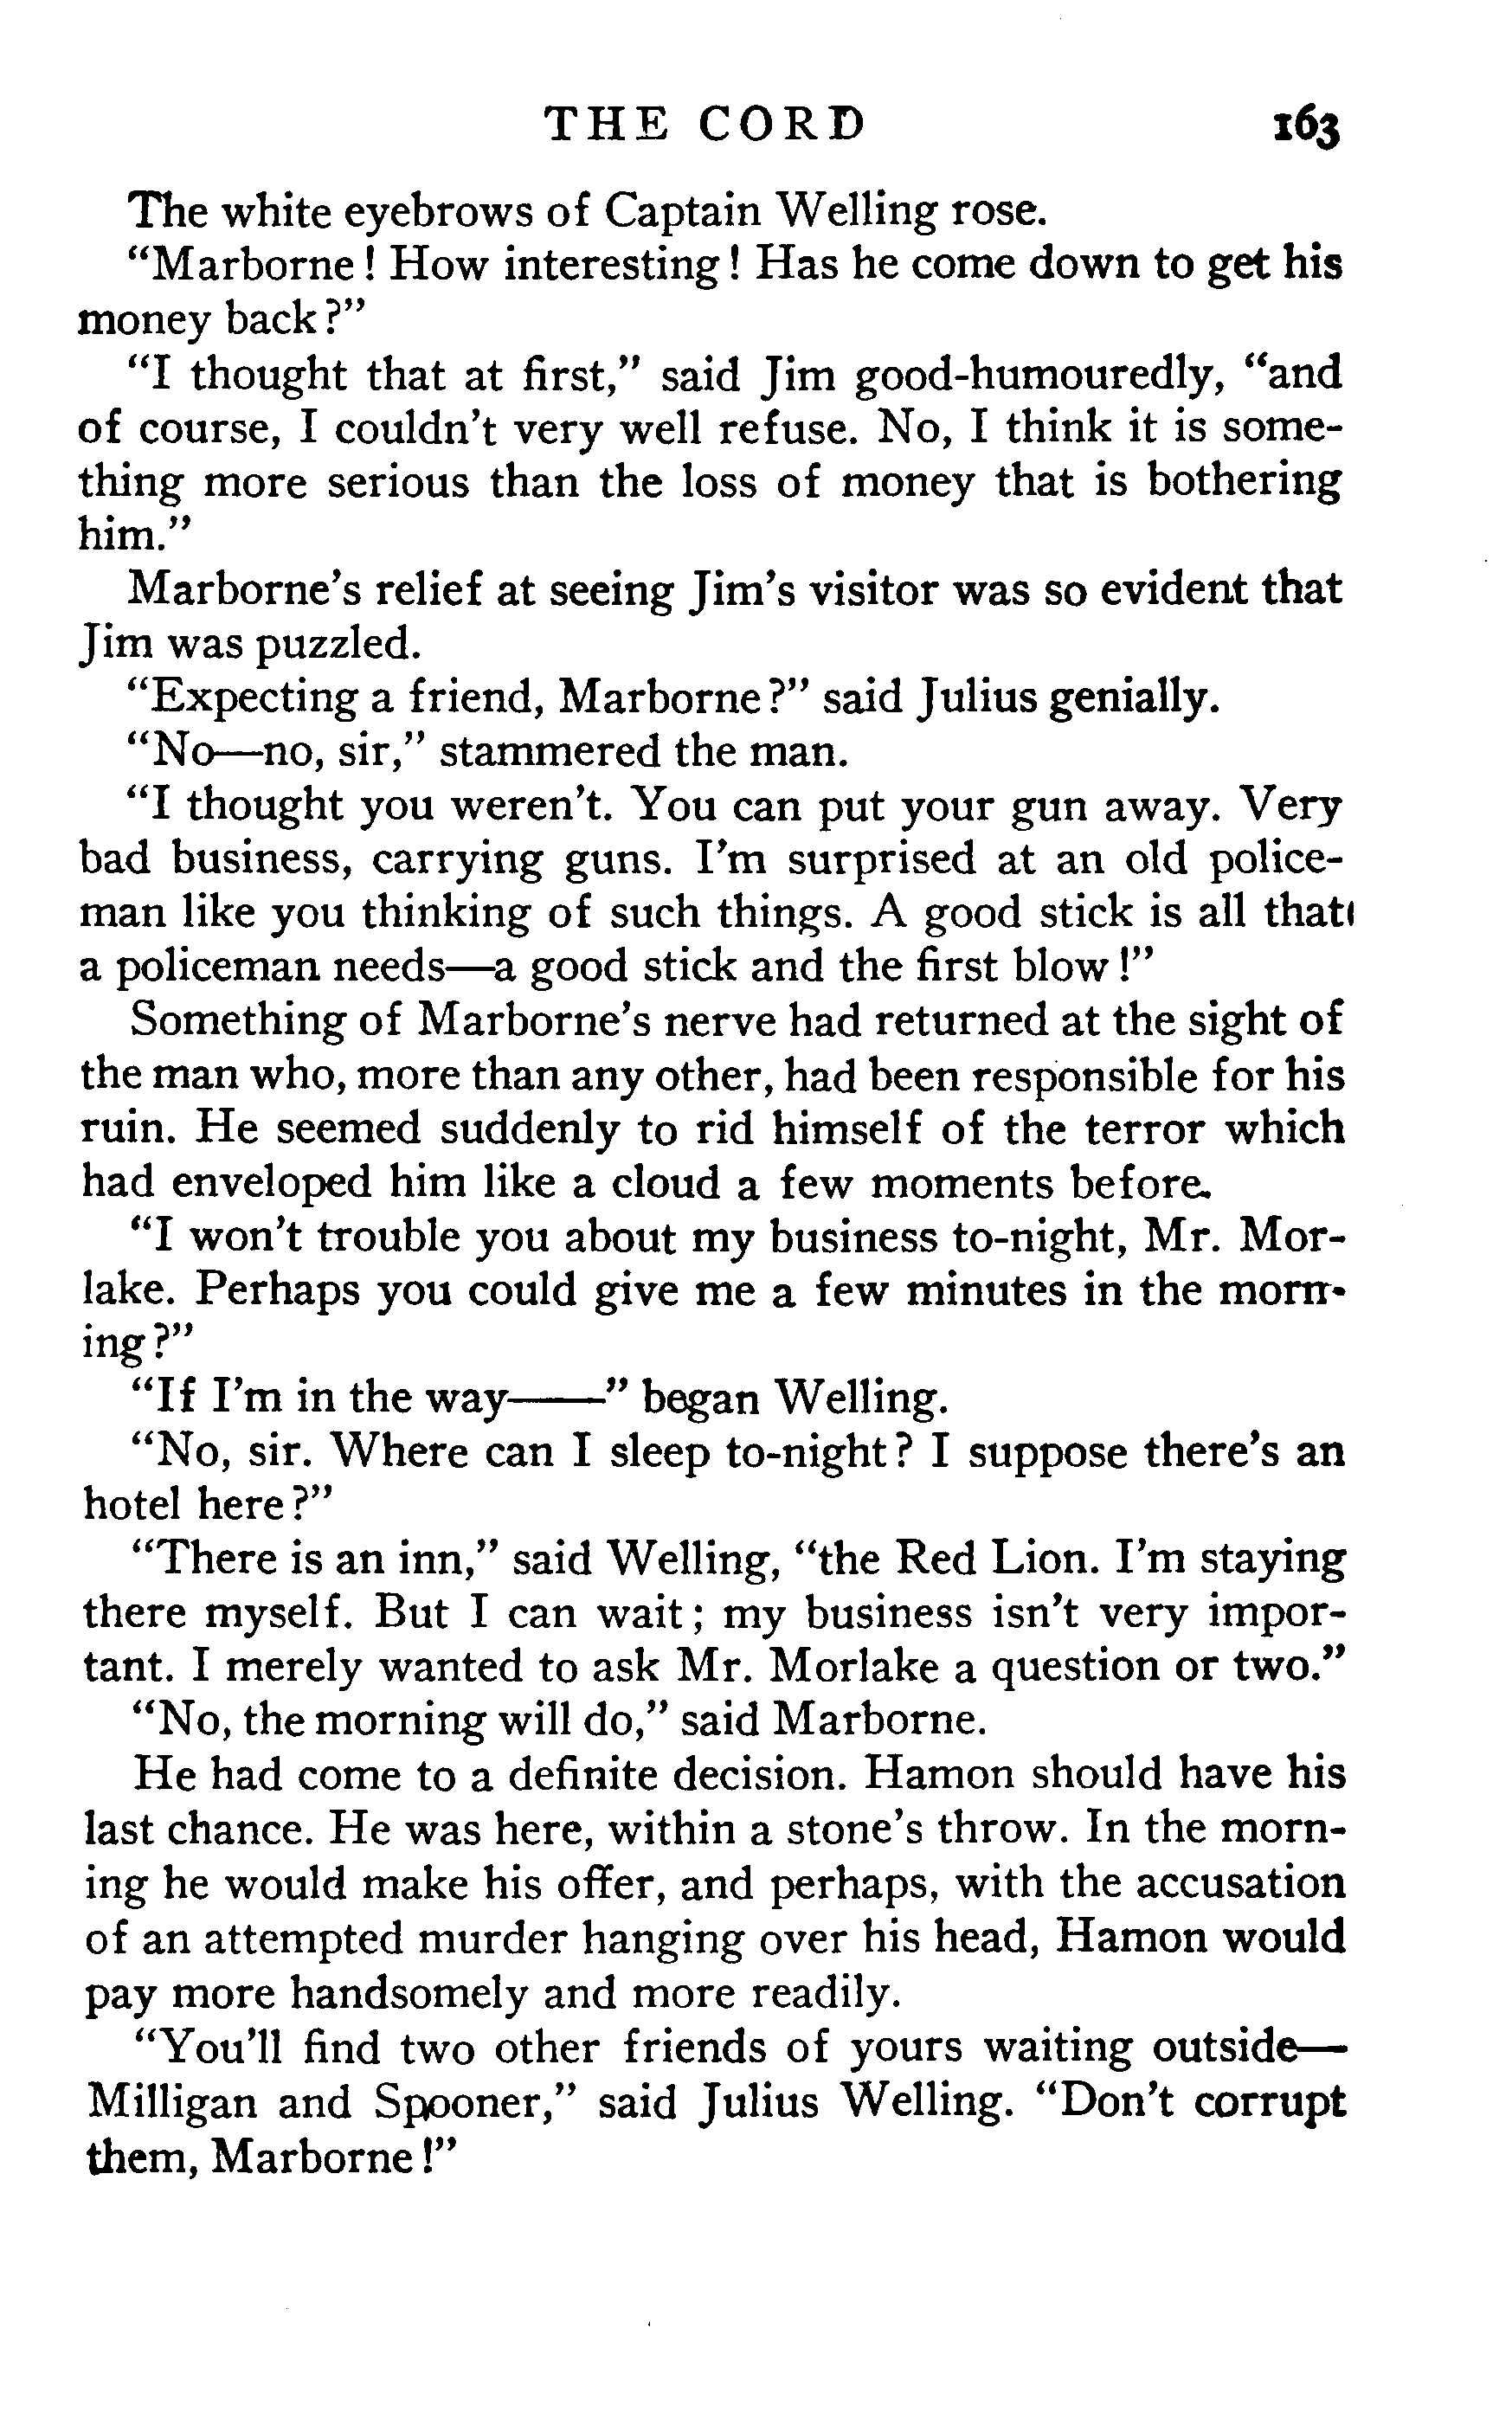 THE CORD 163
The white eyebrows of Captain Welling rose.
"Marborne! How interesting! Has he come down to get his
money back?"
"I thought that at first," said Jim good-humouredly, "and
of course, I couldn't very well refuse. No, I think it is some-
thing more serious than the loss of money that is bothering
him."
Marborne's relief at seeing Jim's visitor was so evident that
Jim was puzzled.
"Expecting a friend, Marborne?" said Julius genially.
"No—no, sir," stammered the man.
"I thought you weren't. You can put your gun away. Very
bad business, carrying guns. I'm surprised at an old police-
man like you thinking of such things. A good stick is all that
a policeman needs—a good stick and the first blow!"
Something of Marborne's nerve had returned at the sight of
the man who, more than any other, had been responsible for his
ruin. He seemed suddenly to rid himself of the terror which
had enveloped him like a cloud a few moments before.
"I won't trouble you about my business to-night, Mr. Mor-
lake. Perhaps you could give me a few minutes in the morn-
ing?"
"If I'm in the way——" began Welling.
"No, sir. Where can I sleep to-night? I suppose there's an
hotel here?"
"There is an inn," said Welling, "the Red Lion. I'm staying
there myself. But I can wait; my business isn't very impor-
tant. I merely wanted to ask Mr. Morlake a question or two."
"No, the morning will do," said Marborne.
He had come to a definite decision. Hamon should have his
last chance. He was here, within a stone's throw. In the morn-
ing he would make his offer, and perhaps, with the accusation
of an attempted murder hanging over his head, Hamon would
pay more handsomely and more readily.
"You'll find two other friends of yours waiting outside—
Milligan and Spooner," said Julius Welling. "Don't corrupt
them, Marborne!"